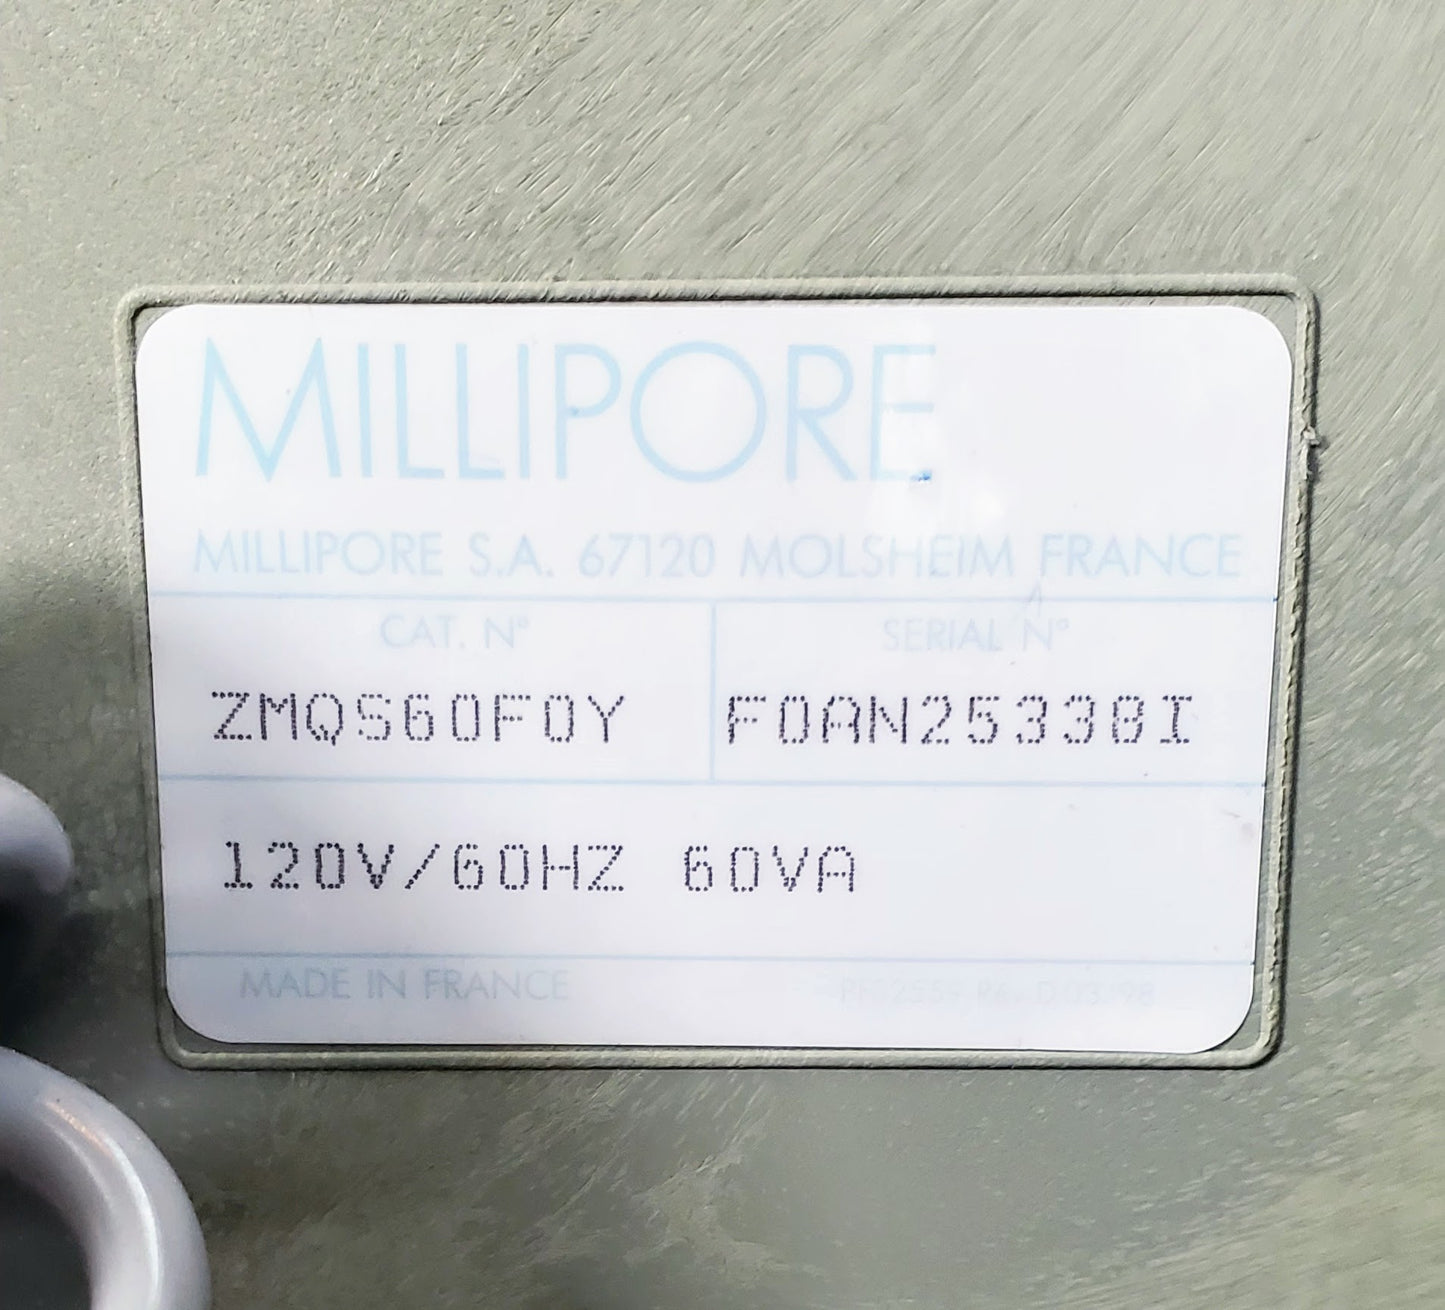 MILLIPORE
MILLIPORE S.A. 67120 MOLSHEIM FRANCE
CAT. N° SERIAL N°
ZMQS60F0Y F0AN25338I
120V/60HZ 60VA
MADE IN FRANCE